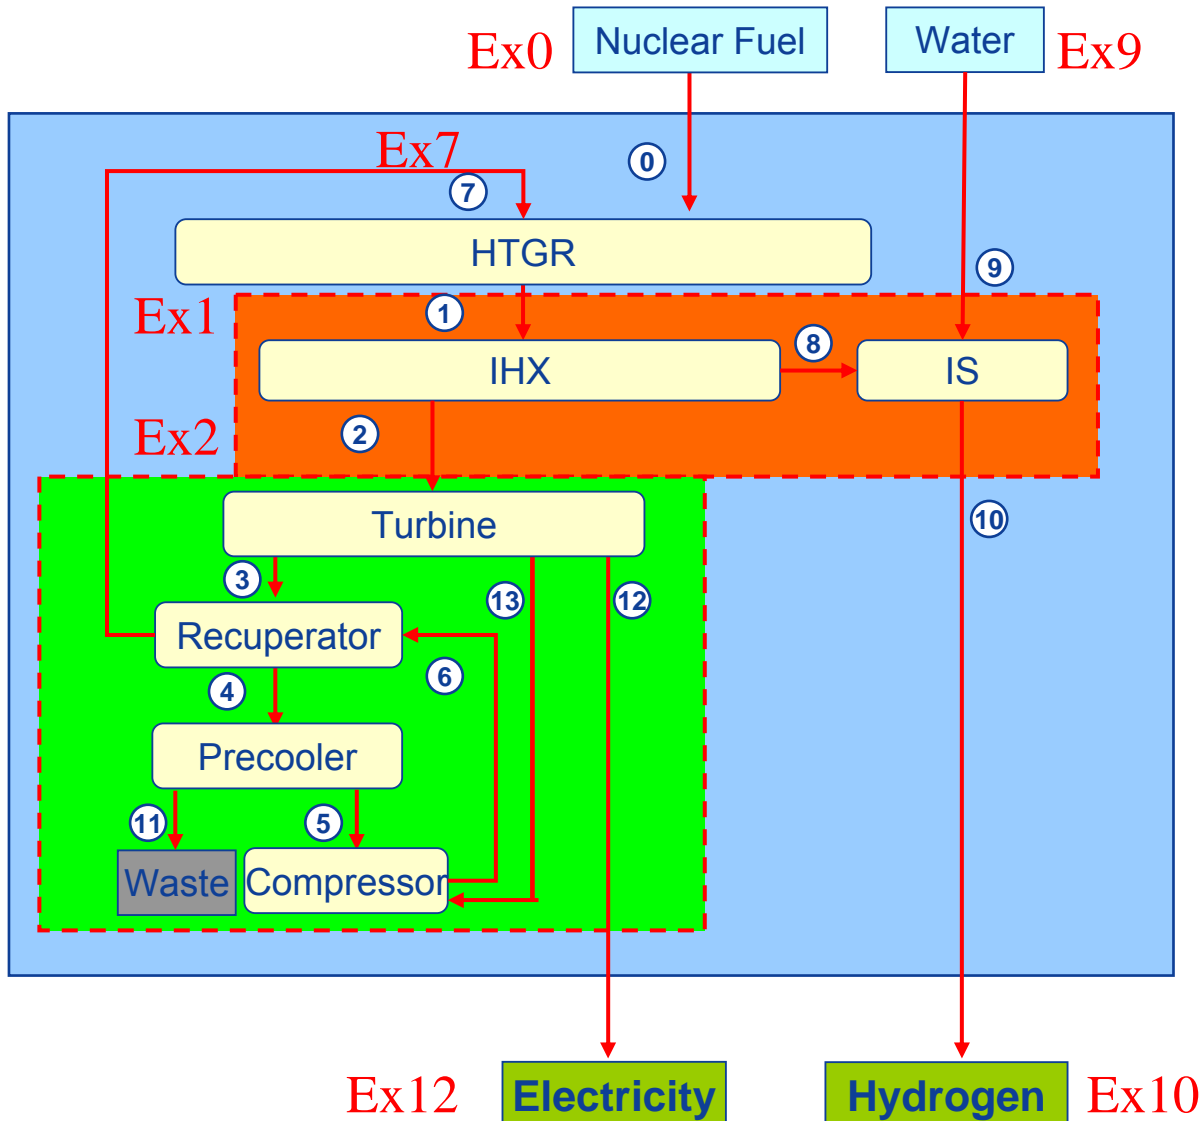 Ex0
Nuclear Fuel
Water
Ex9
Ex7
0
7
HTGR
9
Ex1
1
8
IHX
IS
Ex2
2
Turbine
10
3
13
12
Recuperator
6
4
Precooler
11
5
Waste
Compressor
Ex12
Electricity
Hydrogen
Ex10